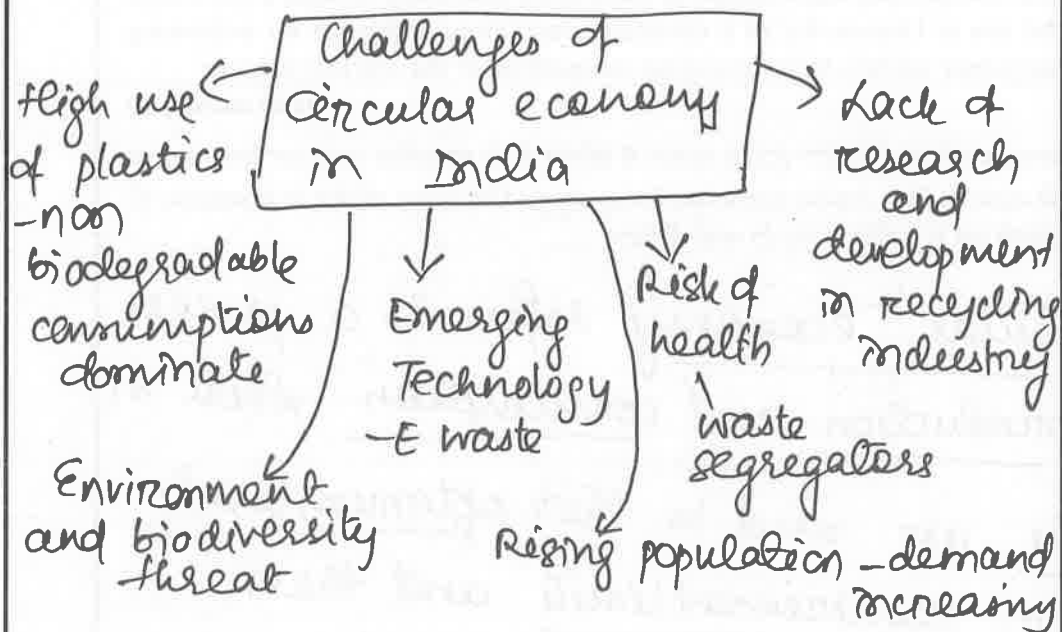 Challenges of
circular economy
in India
High use
of plastics
-non
biodegradable
consumptions
dominate
Environment
and biodiversity
threat
Emerging
Technology
-E waste
Rising population - demand
increasing
Risk of
health
waste
segregators
Lack of
research
and
development
in recycling
industry